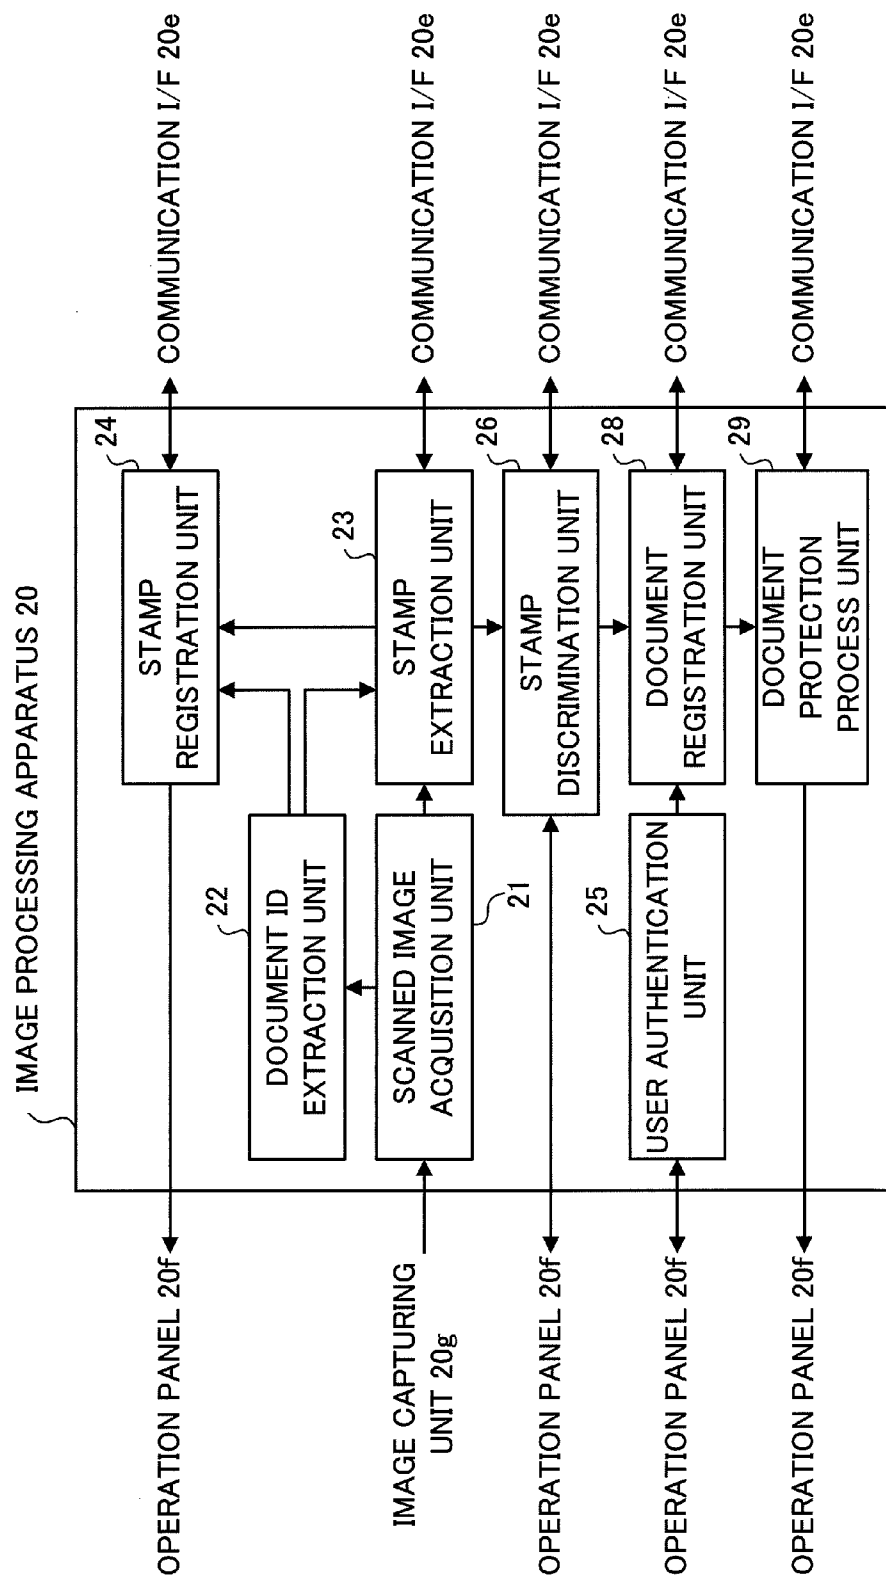 IMAGE PROCESSING APPARATUS 20
OPERATION PANEL 20f
24
STAMP
REGISTRATION UNIT
COMMUNICATION I/F 20e
22
DOCUMENT ID
EXTRACTION UNIT
IMAGE CAPTURING
UNIT 20g
SCANNED IMAGE
ACQUISITION UNIT
21
23
STAMP
EXTRACTION UNIT
COMMUNICATION I/F 20e
OPERATION PANEL 20f
26
STAMP
DISCRIMINATION UNIT
COMMUNICATION I/F 20e
OPERATION PANEL 20f
25
USER AUTHENTICATION
UNIT
28
DOCUMENT
REGISTRATION UNIT
COMMUNICATION I/F 20e
OPERATION PANEL 20f
29
DOCUMENT
PROTECTION
PROCESS UNIT
COMMUNICATION I/F 20e